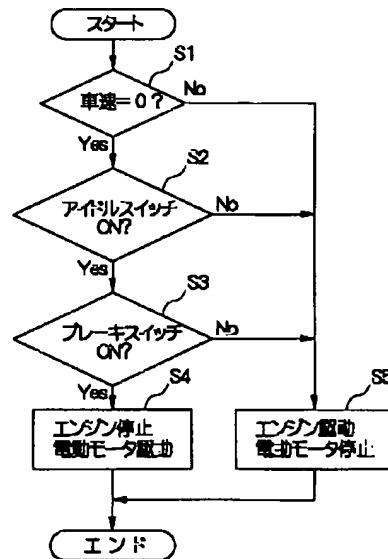 スタート
S1
車速=0?
No
Yes
S2
アイドルスイッチ
ON?
No
Yes
S3
ブレーキスイッチ
ON?
No
Yes
S4
エンジン停止
電動モータ駆動
S5
エンジン駆動
電動モータ停止
エンド